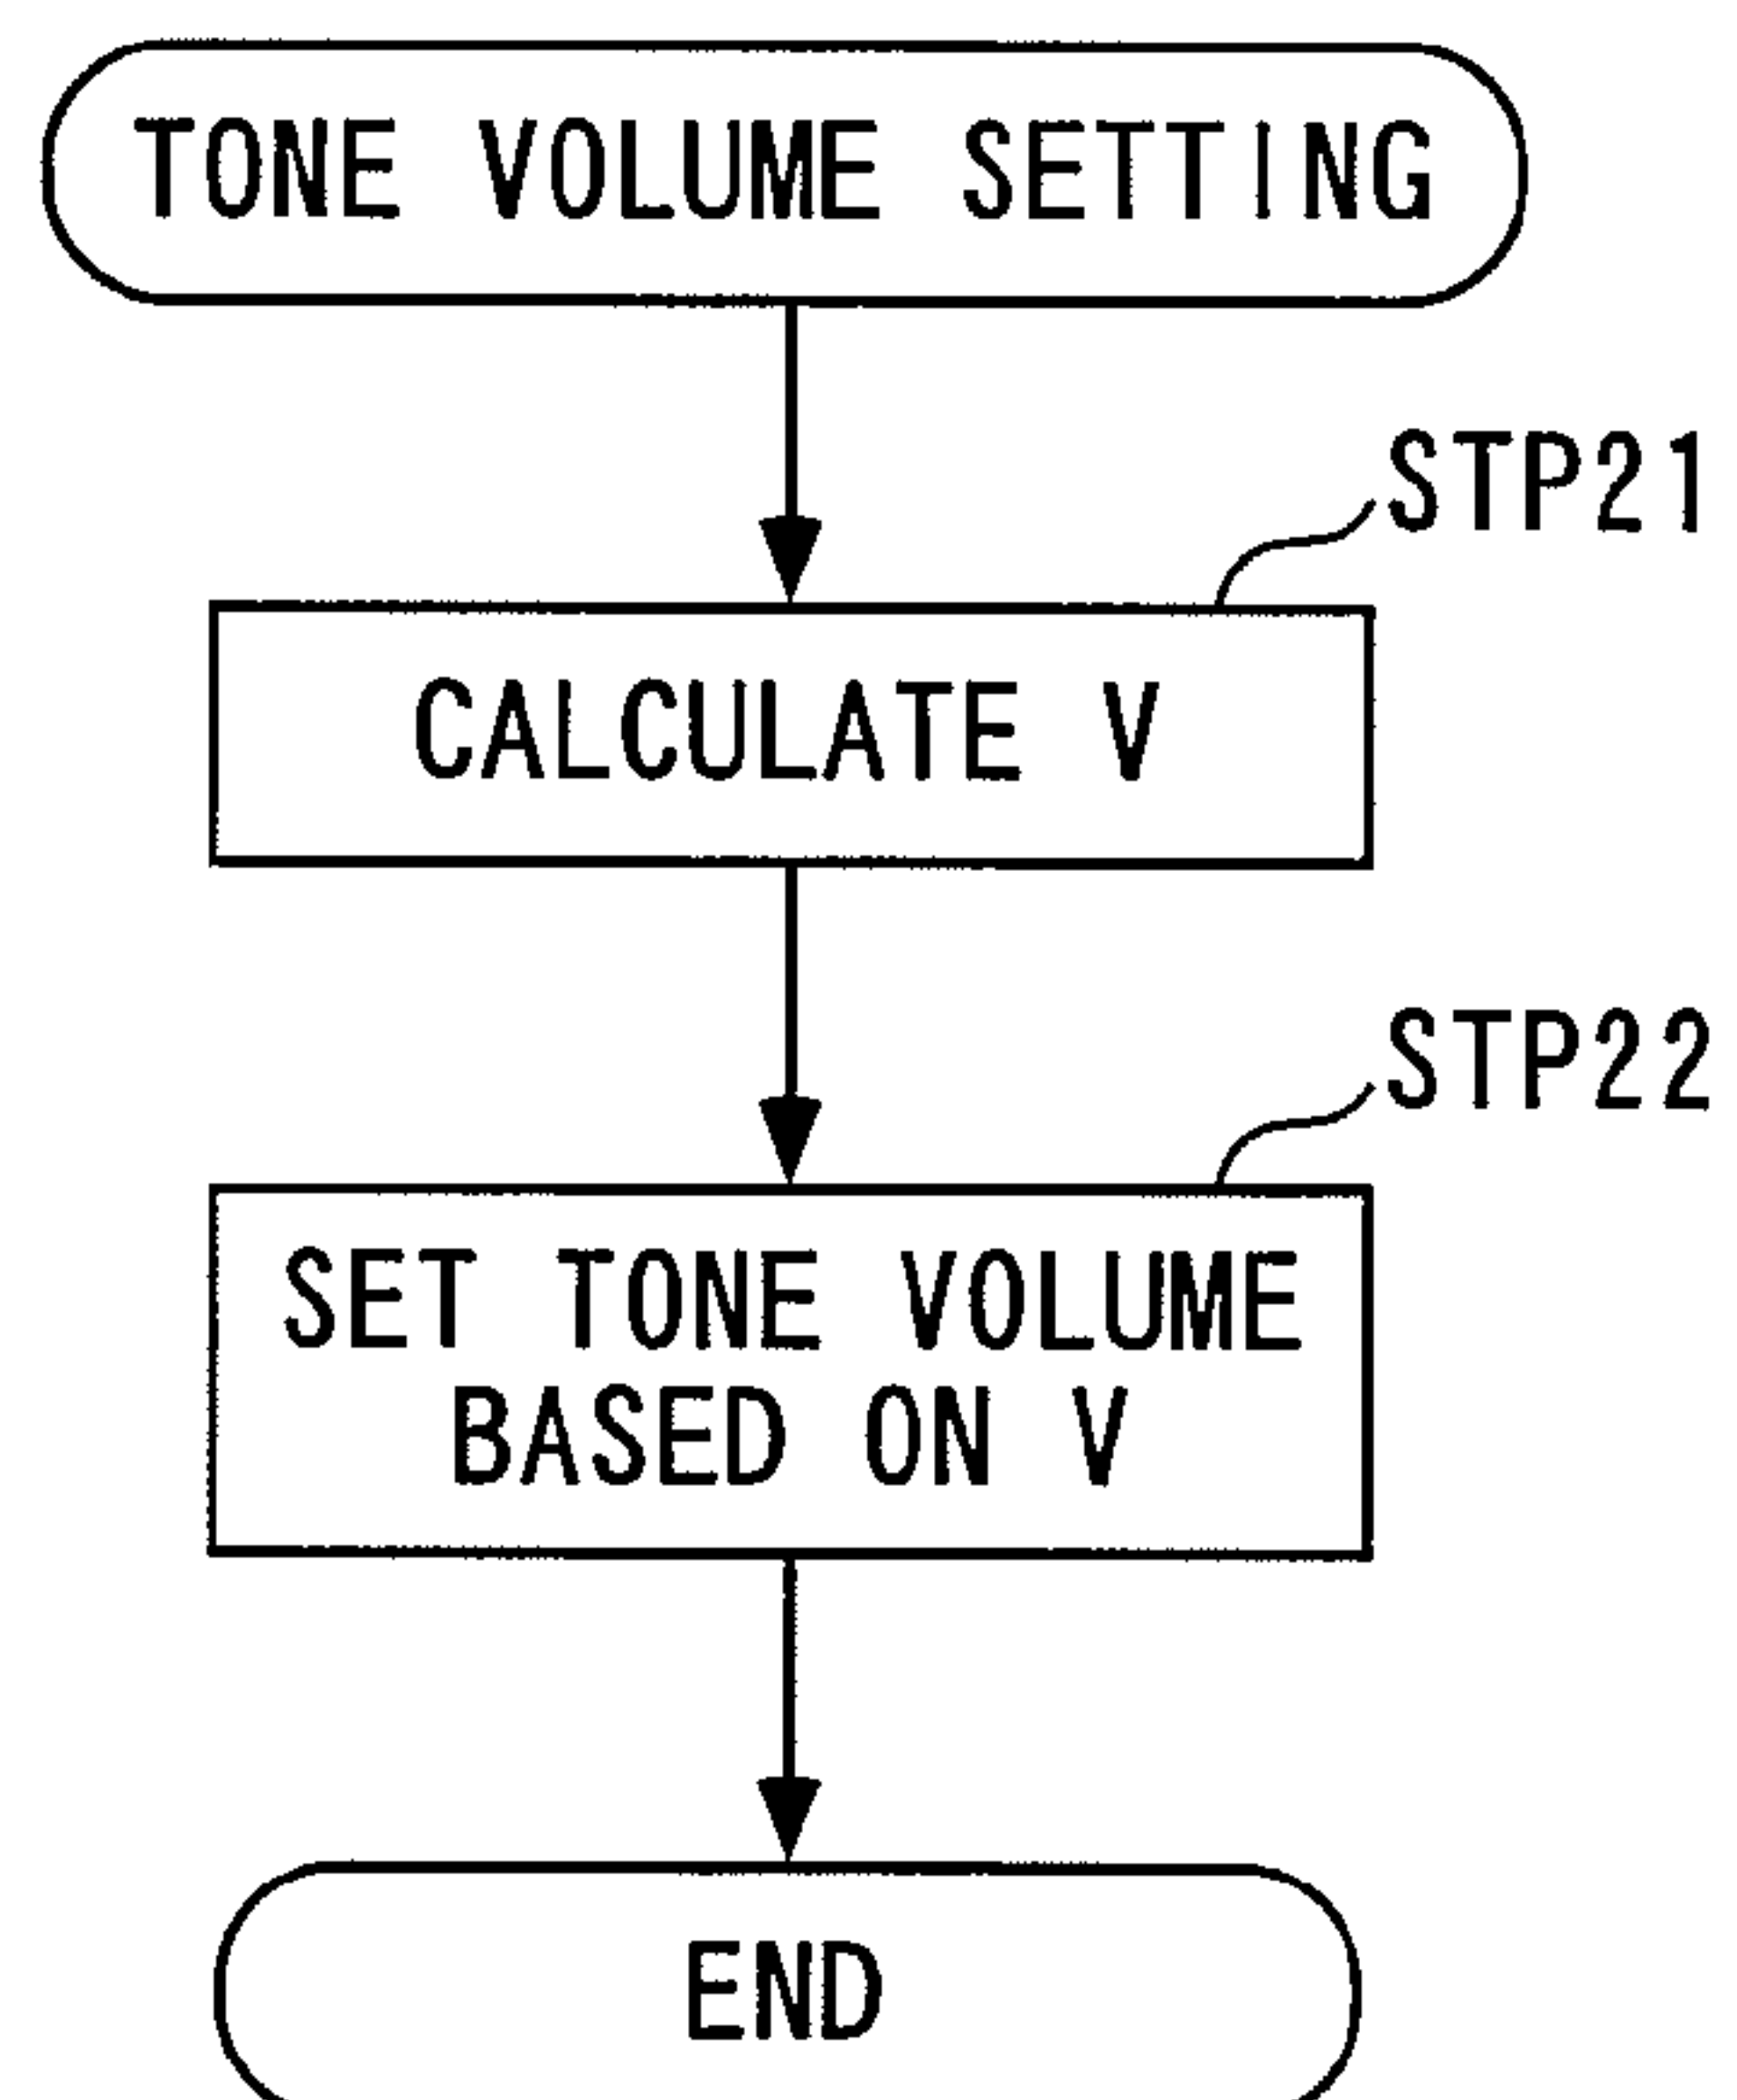 TONE VOLUME SETTING
STP21
CALCULATE V
STP22
SET TONE VOLUME
BASED ON V
END